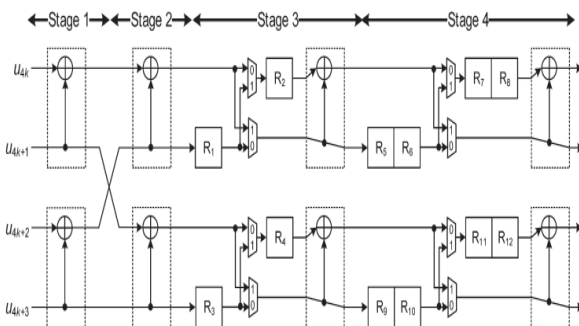 Stage 1 Stage 2 Stage 3 Stage 4
u4k 0 1 R2 0 1 R7 R8
u4k+1 R1 1 0 R5 R6 1 0
u4k+2 0 1 R4 0 1 R11 R12
u4k+3 R3 1 0 R9 R10 1 0